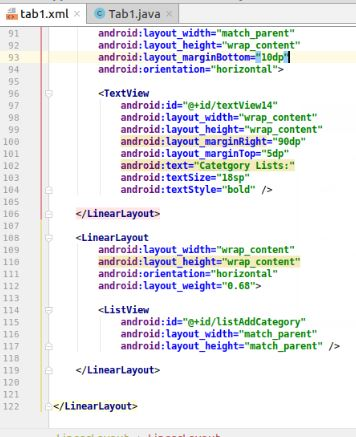 tab1.xml × Tab1.java ×
91 android:layout_width="match_parent"
92 android:layout_height="wrap_content"
93 android:layout_marginBottom="10dp"
94 android:orientation="horizontal">
95
96 <TextView
97 android:id="@+id/textView14"
98 android:layout_width="wrap_content"
99 android:layout_height="wrap_content"
100 android:layout_marginRight="90dp"
101 android:layout_marginTop="5dp"
102 android:text="Catetgory Lists:"
103 android:textSize="18sp"
104 android:textStyle="bold" />
105
106 </LinearLayout>
107
108 <LinearLayout
109 android:layout_width="wrap_content"
110 android:layout_height="wrap_content"
111 android:orientation="horizontal"
112 android:layout_weight="0.68">
113
114 <ListView
115 android:id="@+id/listAddCategory"
116 android:layout_width="match_parent"
117 android:layout_height="match_parent" />
118
119 </LinearLayout>
120
121
122 </LinearLayout>
LinearLayout LinearLayout